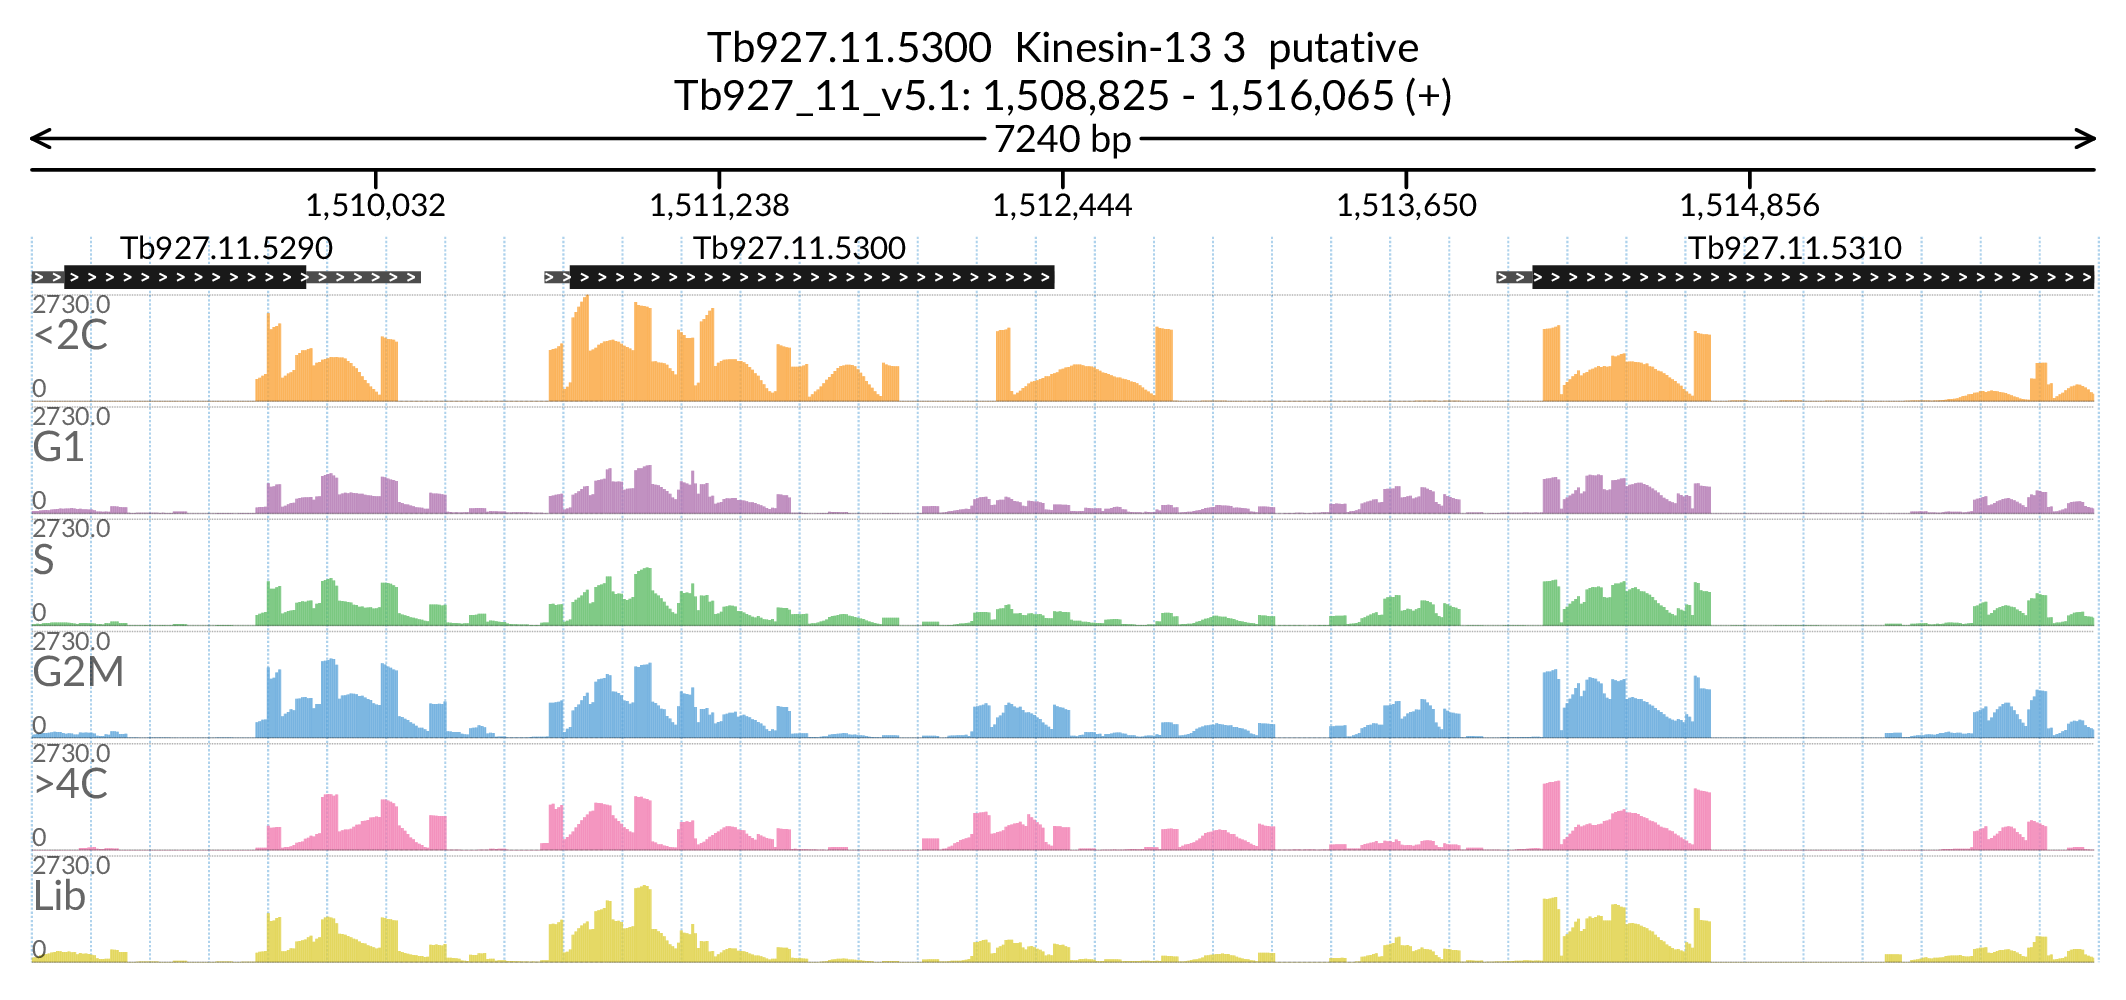 Tb927.11.5300 Kinesin-13 3 putative
Tb927_11_v5.1: 1,508,825 - 1,516,065 (+)
7240 bp
1,510,032 1,511,238 1,512,444 1,513,650 1,514,856
Tb927.11.5290 Tb927.11.5300 Tb927.11.5310
2730.0
<2C
0
2730.0
G1
0
2730.0
S
0
2730.0
G2M
0
2730.0
>4C
0
2730.0
Lib
0